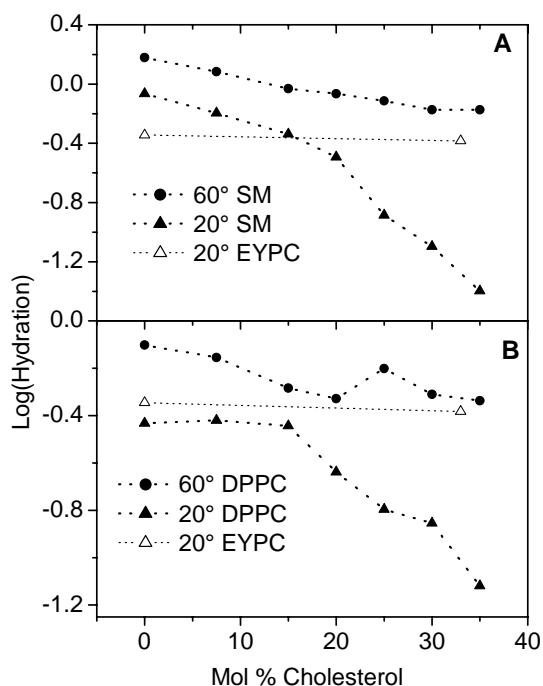 A
0.4
0.0
-0.4
-0.8
-1.2
60° SM
20° SM
20° EYPC
Log(Hydration)
B
0.0
-0.4
-0.8
-1.2
60° DPPC
20° DPPC
20° EYPC
0 10 20 30 40
Mol % Cholesterol